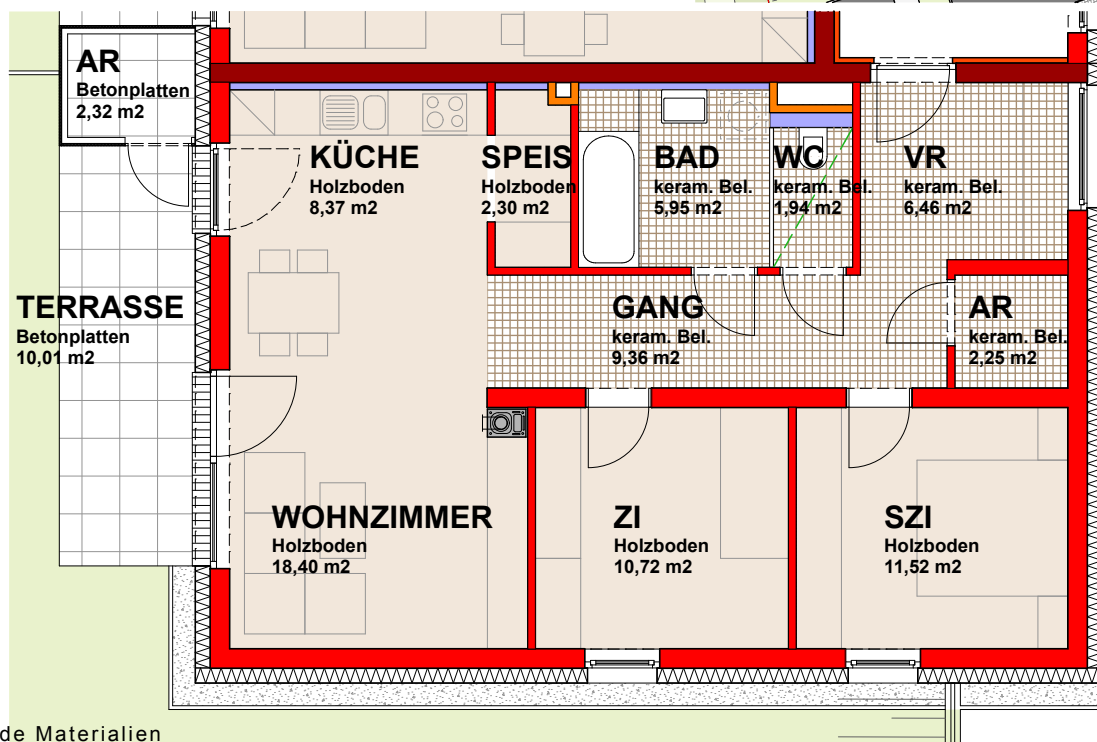 AR
Betonplatten
2,32 m2
KÜCHE
Holzboden
8,37 m2
SPEIS
Holzboden
2,30 m2
BAD
keram. Bel.
5,95 m2
WC
keram. Bel.
1,94 m2
VR
keram. Bel.
6,46 m2
TERRASSE
Betonplatten
10,01 m2
GANG
keram. Bel.
9,36 m2
AR
keram. Bel.
2,25 m2
WOHNZIMMER
Holzboden
18,40 m2
ZI
Holzboden
10,72 m2
SZI
Holzboden
11,52 m2
de Materialien